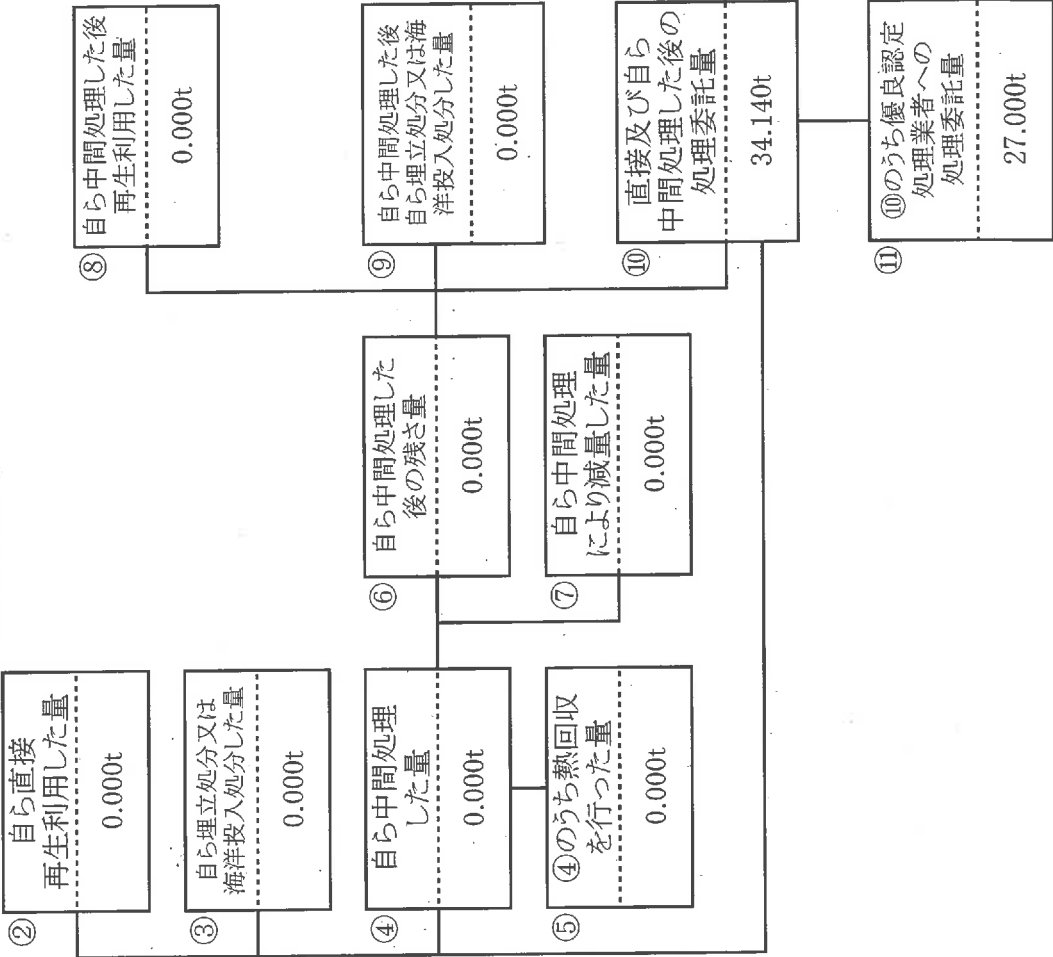 ②
自ら直接
再生利用した量
0.000t
③
自ら埋立処分又は
海洋投入処分した量
0.000t
④
自ら中間処理
した量
0.000t
⑤
④のうち熱回収
を行った量
0.000t
⑥
自ら中間処理した
後の残さ量
0.000t
⑦
自ら中間処理
により減量した量
0.000t
⑧
自ら中間処理した後
再生利用した量
0.000t
⑨
自ら中間処理した後
自ら埋立処分又は海
洋投入処分した量
0.000t
⑩
直接及び自ら
中間処理した後の
処理委託量
34.140t
⑪
⑩のうち優良認定
処理業者への
処理委託量
27.000t